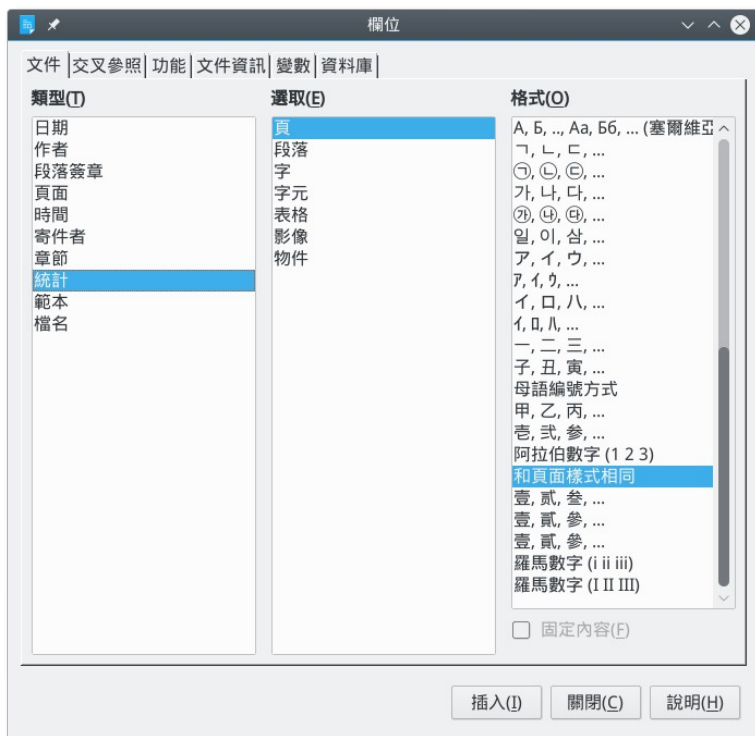 欄位
文件 交叉參照 功能 文件資訊 變數 資料庫
類型(T)
日期
作者
段落簽章
頁面
時間
寄件者
章節
統計
範本
檔名
選取(E)
頁
段落
字
字元
表格
影像
物件
格式(O)
А, Б, .., Аа, Бб, ... (塞爾維亞
ㄱ, ㄴ, ㄷ, ...
㉠, ㉡, ㉢, ...
가, 나, 다, ...
㉮, ㉯, ㉰, ...
일, 이, 삼, ...
ア, イ, ウ, ...
ｱ, ｲ, ｳ, ...
イ, ロ, ハ, ...
ｲ, ﾛ, ﾊ, ...
一, 二, 三, ...
子, 丑, 寅, ...
母語編號方式
甲, 乙, 丙, ...
壱, 弐, 参, ...
阿拉伯數字 (1 2 3)
和頁面樣式相同
壹, 贰, 叁, ...
壹, 貳, 參, ...
壹, 貳, 參, ...
羅馬數字 (i ii iii)
羅馬數字 (I II III)
固定內容(F)
插入(I) 關閉(C) 說明(H)